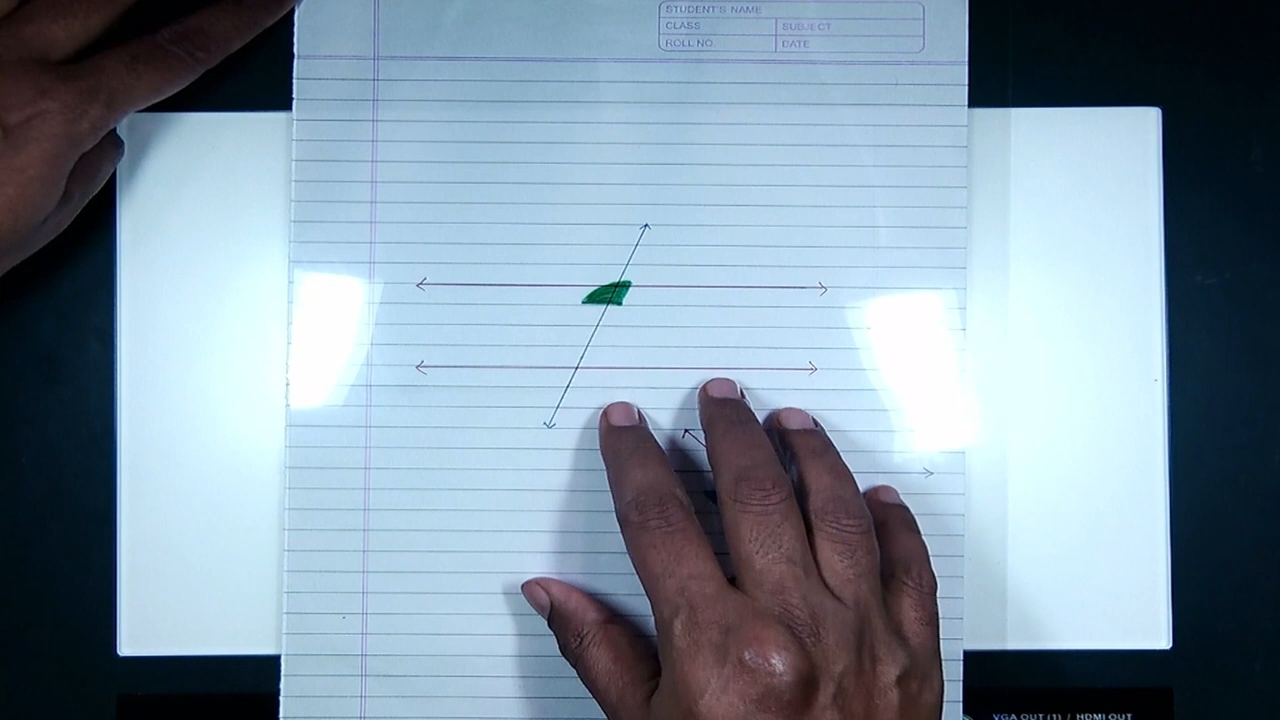 STUDENT'S NAME
CLASS SUBJECT
ROLL NO. DATE
VGA OUT (1) / HDMI OUT